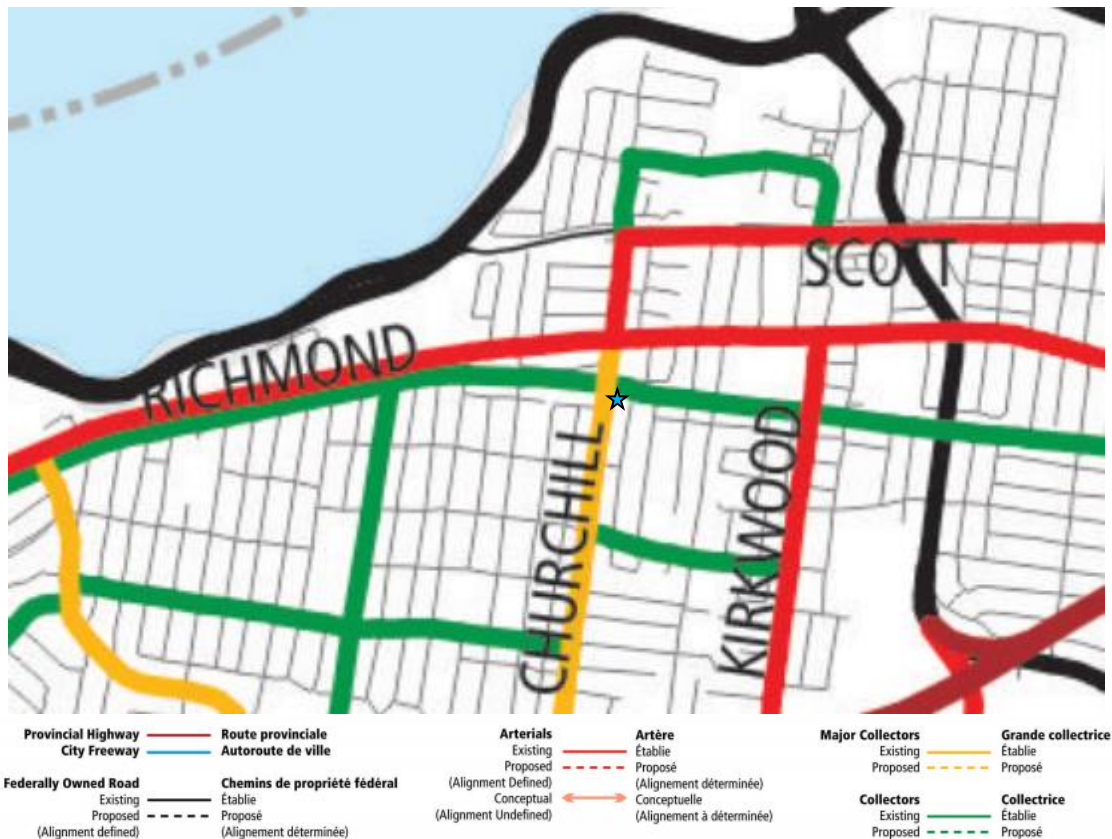 SCOTT
RICHMOND
CHURCHILL
KIRKWOOD
Provincial Highway Route provinciale
City Freeway Autoroute de ville
Federally Owned Road Chemins de propriété fédéral
Existing Établie
Proposed Proposé
(Alignment defined) (Alignement déterminée)
Arterials Artère
Existing Établie
Proposed Proposé
(Alignment Defined) (Alignement déterminée)
Conceptual Conceptuelle
(Alignment Undefined) (Alignement à déterminée)
Major Collectors Grande collectrice
Existing Établie
Proposed Proposé
Collectors Collectrice
Existing Établie
Proposed Proposé